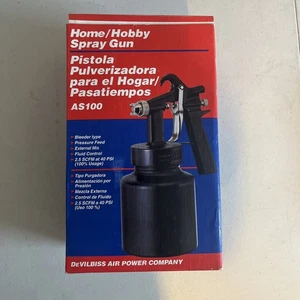 Home/Hobby
Spray Gun
Pistola
Pulverizadora
para el Hogar/
Pasatiempos
AS100
• Bleeder type
• Pressure Feed
• External Mix
• Fluid Control
• 2.5 SCFM at 40 PSI
(100% Usage)
• Tipo Purgadora
• Alimentación por
Presión
• Mezcla Externa
• Control de Fluido
• 2.5 SCFM a 40 PSI
(Uso 100 %)
DeVILBISS AIR POWER COMPANY